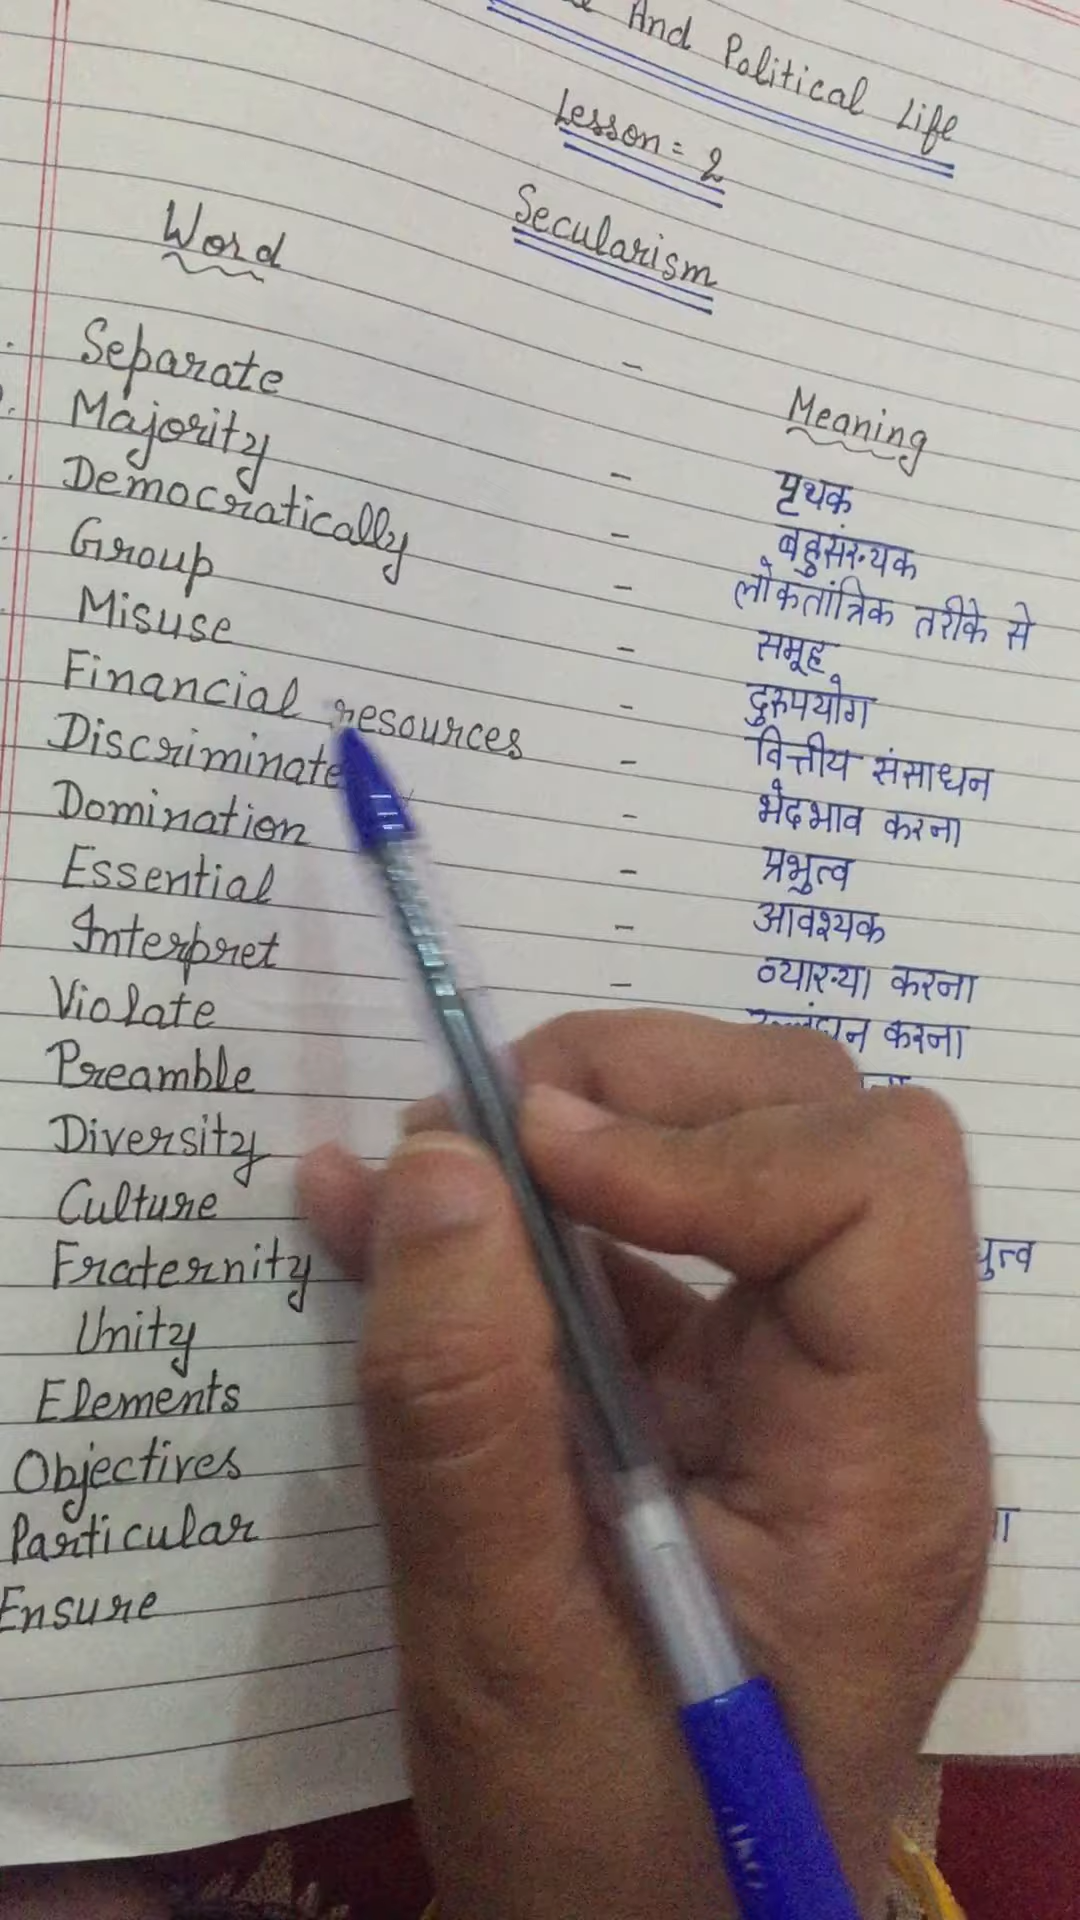 And Political Life
Lesson = 2
Secularism
Word
Meaning
Separate - पृथक
Majority - बहुसंख्यक
Democratically - लोकतांत्रिक तरीके से
Group - समूह
Misuse - दुरुपयोग
Financial resources - वित्तीय संसाधन
Discriminate - भेदभाव करना
Domination - प्रभुत्व
Essential - आवश्यक
Interpret - व्याख्या करना
Violate करना
Preamble
Diversity
Culture
Fraternity
Unity
Elements
Objectives
Particular
Ensure